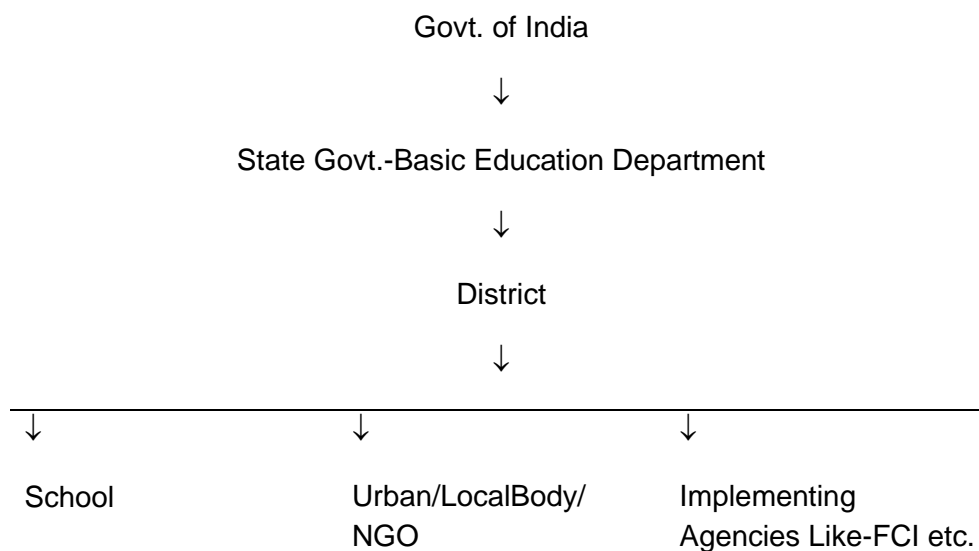 Govt. of India
↓
State Govt.-Basic Education Department
↓
District
↓
↓ ↓ ↓
School Urban/LocalBody/ Implementing
NGO Agencies Like-FCI etc.